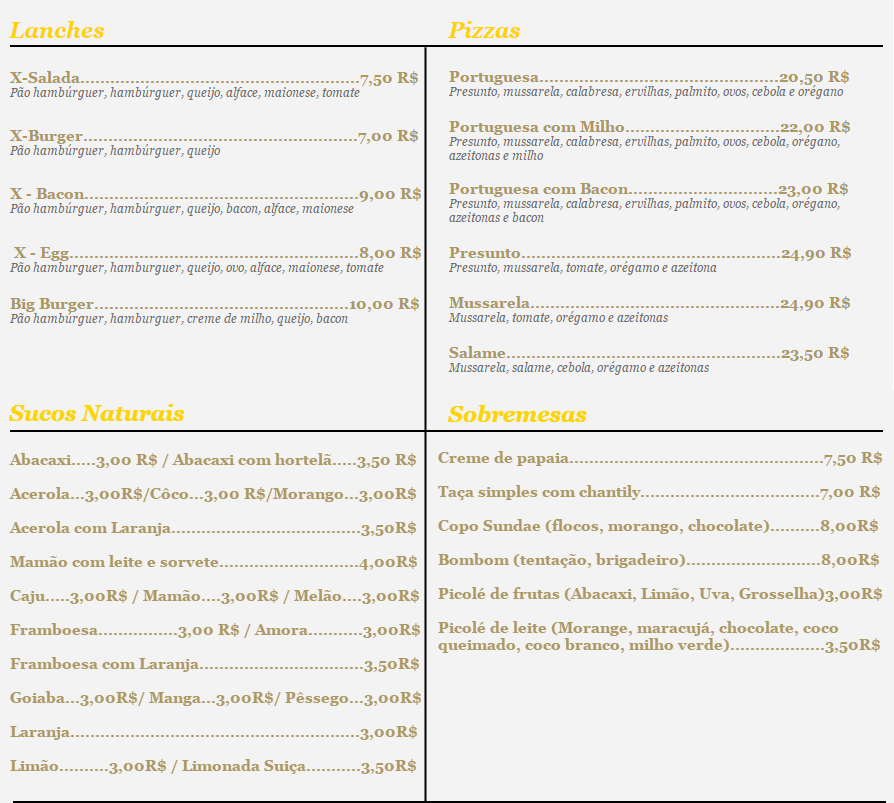 Lanches
X-Salada........................................................7,50 R$
Pão hambúrguer, hambúrguer, queijo, alface, maionese, tomate
X-Burger.......................................................7,00 R$
Pão hambúrguer, hambúrguer, queijo
X - Bacon.......................................................9,00 R$
Pão hambúrguer, hambúrguer, queijo, bacon, alface, maionese
X - Egg..........................................................8,00 R$
Pão hamburguer, hambúrguer, queijo, ovo, alface, maionese, tomate
Big Burger...................................................10,00 R$
Pão hambúrguer, hamburguer, creme de milho, queijo, bacon
Pizzas
Portuguesa................................................20,50 R$
Presunto, mussarela, calabresa, ervilhas, palmito, ovos, cebola e orégano
Portuguesa com Milho...............................22,00 R$
Presunto, mussarela, calabresa, ervilhas, palmito, ovos, cebola, orégano,
azeitonas e milho
Portuguesa com Bacon..............................23,00 R$
Presunto, mussarela, calabresa, ervilhas, palmito, ovos, cebola, orégano,
azeitonas e bacon
Presunto....................................................24,90 R$
Presunto, mussarela, tomate, orégamo e azeitona
Mussarela..................................................24,90 R$
Mussarela, tomate, orégamo e azeitonas
Salame.......................................................23,50 R$
Mussarela, salame, cebola, orégamo e azeitonas
Sucos Naturais
Abacaxi.....3,00 R$ / Abacaxi com hortelã.....3,50 R$
Acerola...3,00R$/Côco...3,00 R$/Morango...3,00R$
Acerola com Laranja......................................3,50R$
Mamão com leite e sorvete............................4,00R$
Caju.....3,00R$ / Mamão....3,00R$ / Melão....3,00R$
Framboesa................3,00 R$ / Amora...........3,00R$
Framboesa com Laranja.................................3,50R$
Goiaba...3,00R$/ Manga...3,00R$/ Pêssego...3,00R$
Laranja..........................................................3,00R$
Limão..........3,00R$ / Limonada Suiça...........3,50R$
Sobremesas
Creme de papaia...................................................7,50 R$
Taça simples com chantily....................................7,00 R$
Copo Sundae (flocos, morango, chocolate)..........8,00R$
Bombom (tentação, brigadeiro)...........................8,00R$
Picolé de frutas (Abacaxi, Limão, Uva, Grosselha)3,00R$
Picolé de leite (Morange, maracujá, chocolate, coco
queimado, coco branco, milho verde)...................3,50R$